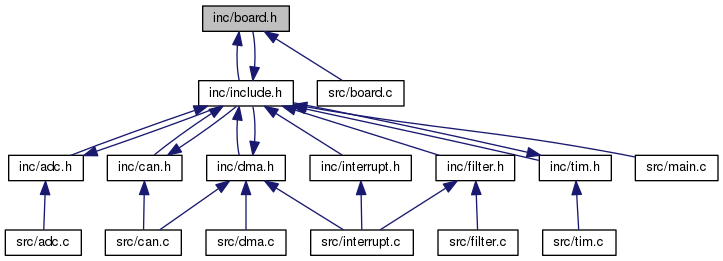 inc/board.h
inc/include.h
src/board.c
inc/adc.h
inc/can.h
inc/dma.h
inc/interrupt.h
inc/filter.h
inc/tim.h
src/main.c
src/adc.c
src/can.c
src/dma.c
src/interrupt.c
src/filter.c
src/tim.c